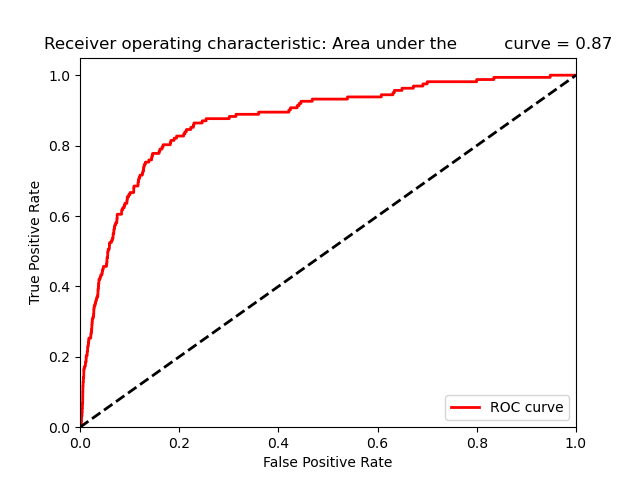 Receiver operating characteristic: Area under the         curve = 0.87
1.0
0.8
0.6
0.4
0.2
0.0
True Positive Rate
ROC curve
0.0 0.2 0.4 0.6 0.8 1.0
False Positive Rate